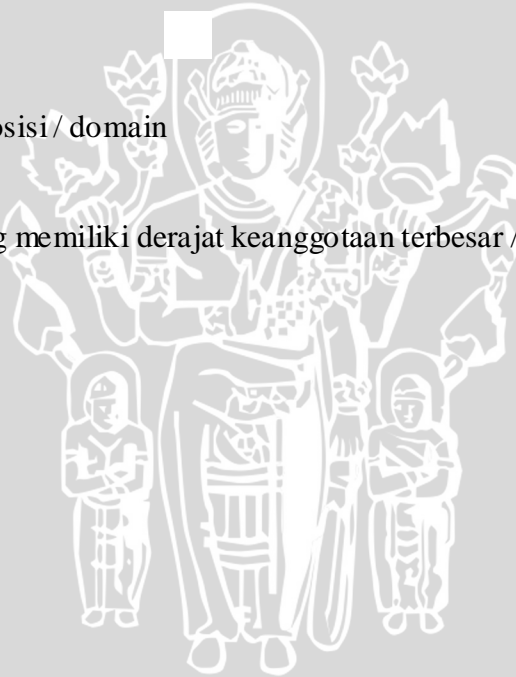 osisi / domain
g memiliki derajat keanggotaan terbesar /